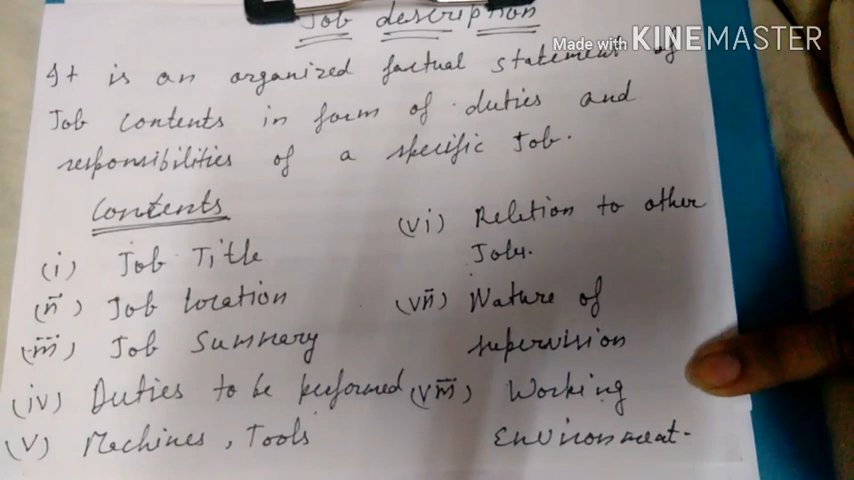 Job description
Made with KINEMASTER
It is an organized factual statement of
Job contents in form of duties and
responsibilities of a specific Job.
Contents
(i) Job Title
(ii) Job location
(iii) Job Summary
(iv) Duties to be performed
(v) Machines, Tools
(vi) Relation to other
Jobs.
(vii) Nature of
supervision
(viii) Working
Environment.